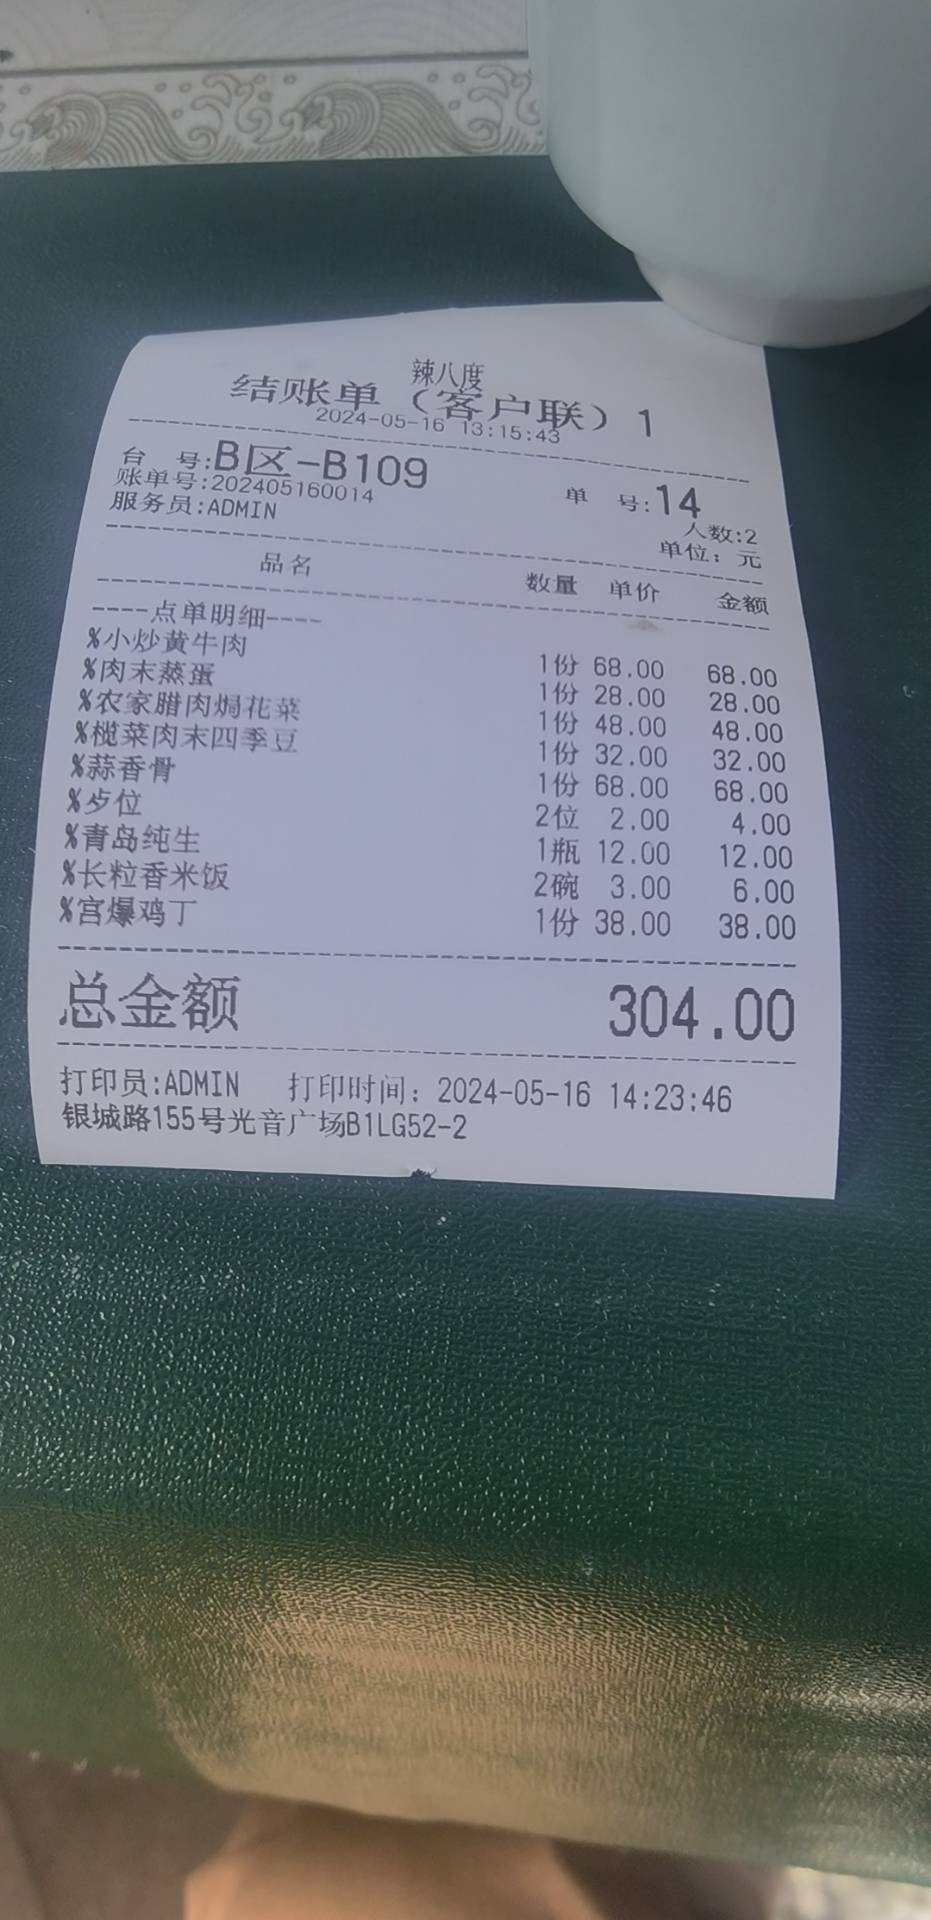 辣八度
结账单（客户联）1
2024-05-16 13:15:43
台 号:B区-B109 单 号:14
账单号:202405160014 人数:2
服务员:ADMIN 单位：元
品名 数量 单价 金额
----点单明细----
%小炒黄牛肉 1份 68.00 68.00
%肉末蒸蛋 1份 28.00 28.00
%农家腊肉焗花菜 1份 48.00 48.00
%榄菜肉末四季豆 1份 32.00 32.00
%蒜香骨 1份 68.00 68.00
%歺位 2位 2.00 4.00
%青岛纯生 1瓶 12.00 12.00
%长粒香米饭 2碗 3.00 6.00
%宫爆鸡丁 1份 38.00 38.00
总金额 304.00
打印员:ADMIN 打印时间：2024-05-16 14:23:46
银城路155号光音广场B1LG52-2